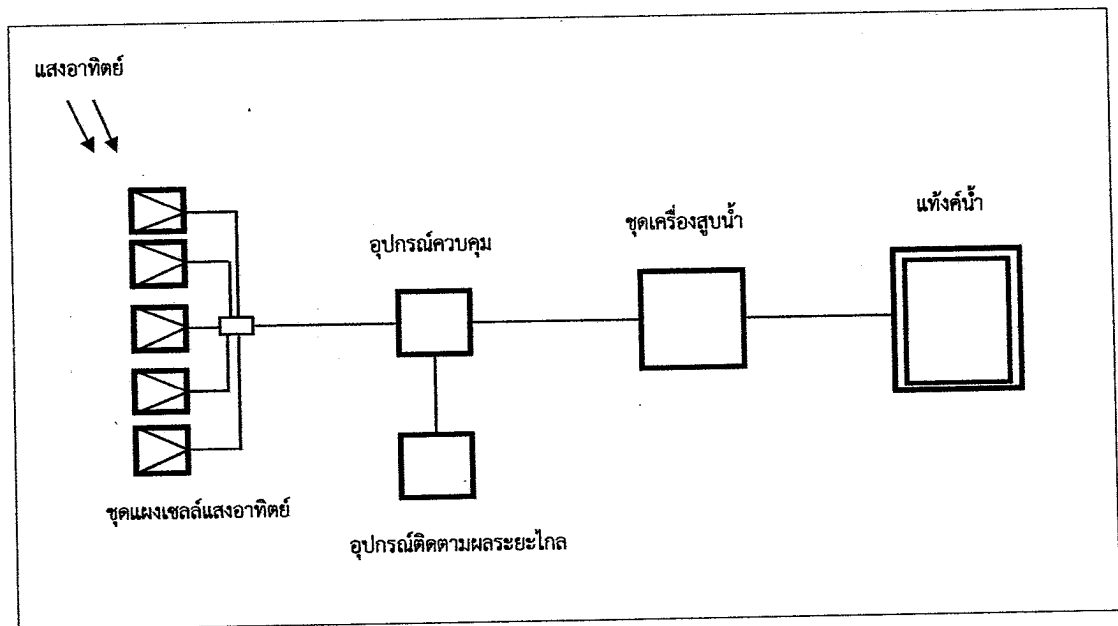 แสงอาทิตย์
อุปกรณ์ควบคุม
ชุดเครื่องสูบน้ำ
แท้งค์น้ำ
ชุดแผงเซลล์แสงอาทิตย์
อุปกรณ์ติดตามผลระยะไกล